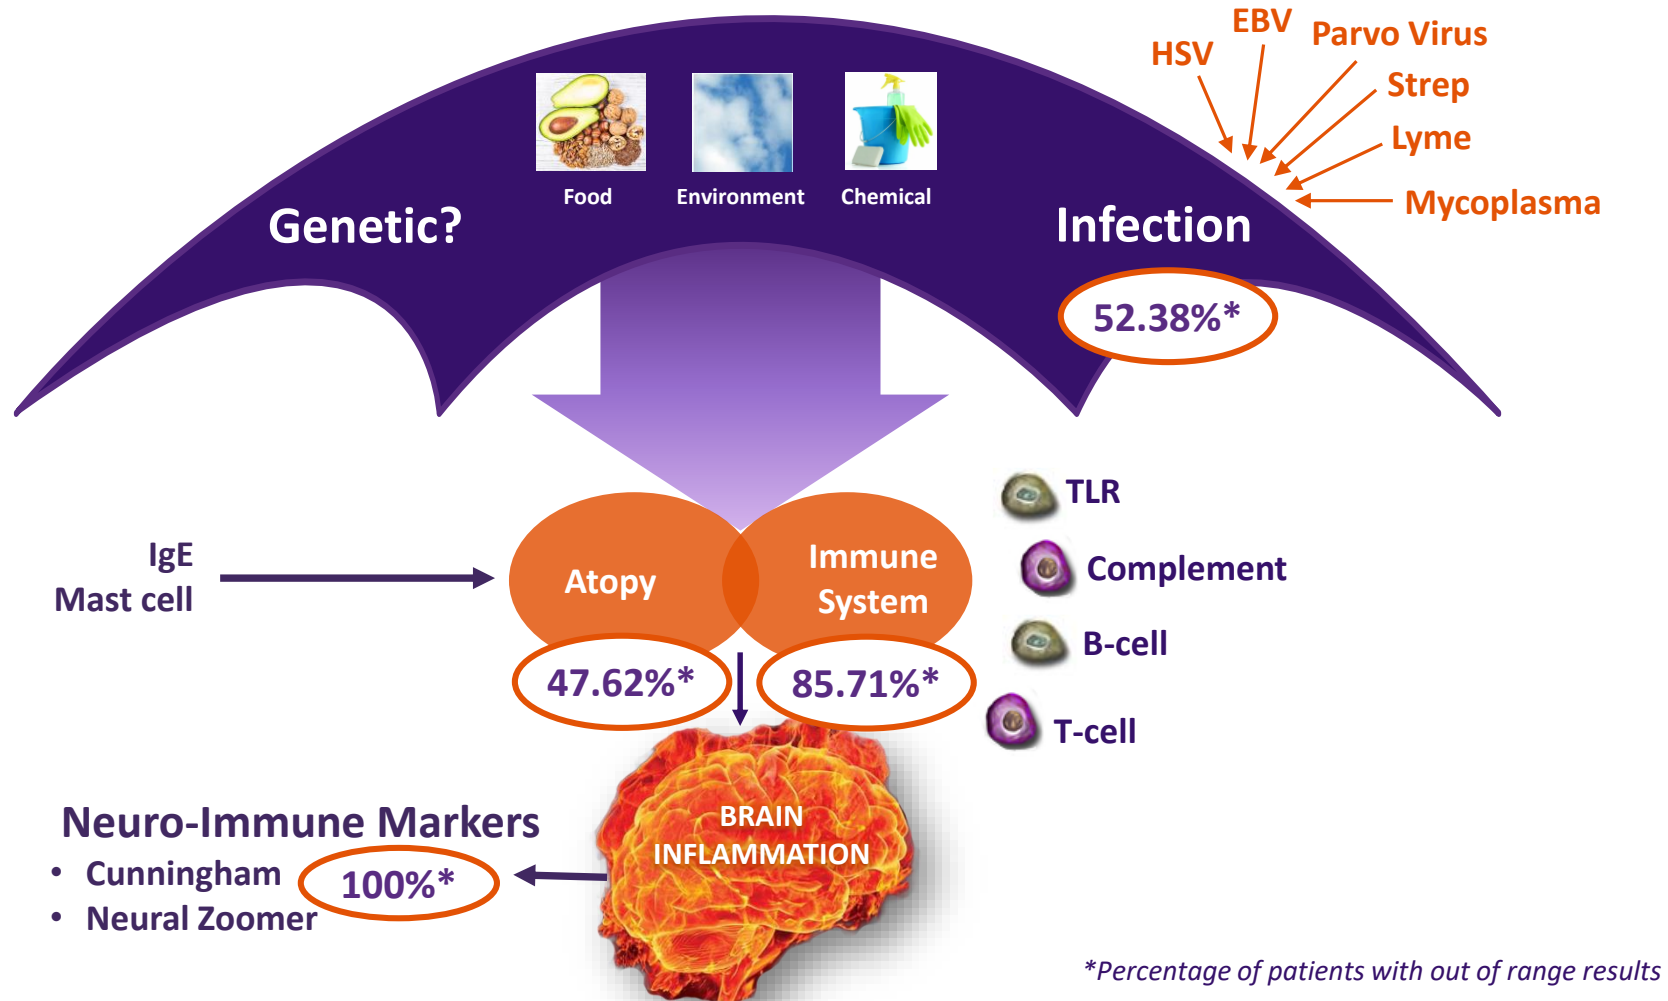 EBV
HSV
Parvo Virus
Strep
Lyme
Mycoplasma
Food
Environment
Chemical
Genetic?
Infection
52.38%*
TLR
Complement
B-cell
T-cell
IgE
Mast cell
Atopy
Immune
System
47.62%*
85.71%*
BRAIN
INFLAMMATION
Neuro-Immune Markers
• Cunningham
• Neural Zoomer
100%*
*Percentage of patients with out of range results